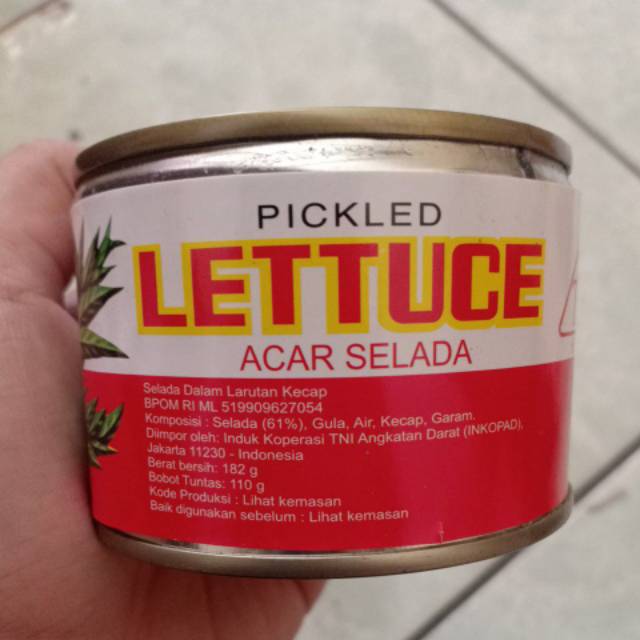 PICKLED
LETTUCE
ACAR SELADA
Selada Dalam Larutan Kecap
BPOM RI ML 519909627054
Komposisi : Selada (61%), Gula, Air, Kecap, Garam.
Diimpor oleh: Induk Koperasi TNI Angkatan Darat (INKOPAD),
Jakarta 11230 - Indonesia
Berat bersih: 182 g
Bobot Tuntas: 110 g
Kode Produksi : Lihat kemasan
Baik digunakan sebelum : Lihat kemasan